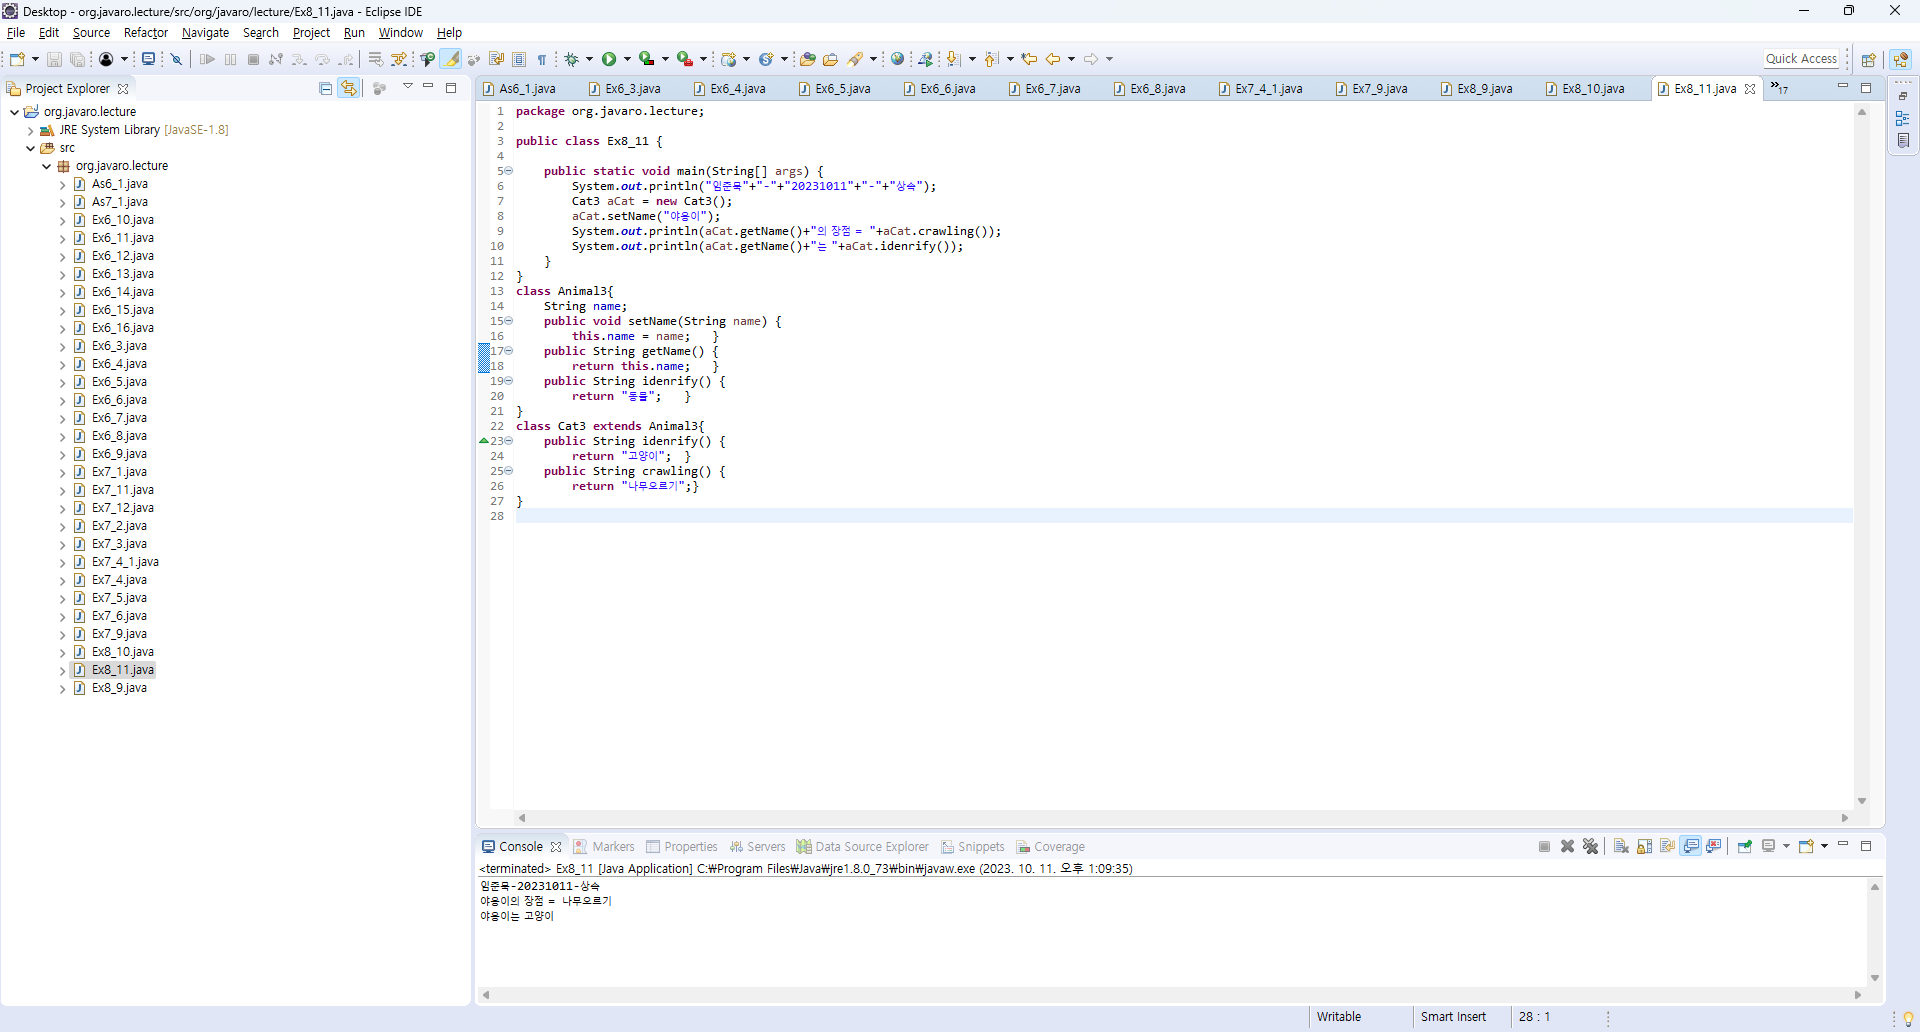 Desktop - org.javaro.lecture/src/org/javaro/lecture/Ex8_11.java - Eclipse IDE
File Edit Source Refactor Navigate Search Project Run Window Help
Quick Access
Project Explorer
org.javaro.lecture
JRE System Library [JavaSE-1.8]
src
org.javaro.lecture
As6_1.java
As7_1.java
Ex6_10.java
Ex6_11.java
Ex6_12.java
Ex6_13.java
Ex6_14.java
Ex6_15.java
Ex6_16.java
Ex6_3.java
Ex6_4.java
Ex6_5.java
Ex6_6.java
Ex6_7.java
Ex6_8.java
Ex6_9.java
Ex7_1.java
Ex7_11.java
Ex7_12.java
Ex7_2.java
Ex7_3.java
Ex7_4_1.java
Ex7_4.java
Ex7_5.java
Ex7_6.java
Ex7_9.java
Ex8_10.java
Ex8_11.java
Ex8_9.java
As6_1.java Ex6_3.java Ex6_4.java Ex6_5.java Ex6_6.java Ex6_7.java Ex6_8.java Ex7_4_1.java Ex7_9.java Ex8_9.java Ex8_10.java Ex8_11.java »17
1 package org.javaro.lecture;
2
3 public class Ex8_11 {
4
5 public static void main(String[] args) {
6 System.out.println("임준묵"+"-"+"20231011"+"-"+"상속");
7 Cat3 aCat = new Cat3();
8 aCat.setName("야옹이");
9 System.out.println(aCat.getName()+"의 장점 = "+aCat.crawling());
10 System.out.println(aCat.getName()+"는 "+aCat.idenrify());
11 }
12 }
13 class Animal3{
14 String name;
15 public void setName(String name) {
16 this.name = name; }
17 public String getName() {
18 return this.name; }
19 public String idenrify() {
20 return "동물"; }
21 }
22 class Cat3 extends Animal3{
23 public String idenrify() {
24 return "고양이"; }
25 public String crawling() {
26 return "나무오르기";}
27 }
28
Console Markers Properties Servers Data Source Explorer Snippets Coverage
<terminated> Ex8_11 [Java Application] C:₩Program Files₩Java₩jre1.8.0_73₩bin₩javaw.exe (2023. 10. 11. 오후 1:09:35)
임준묵-20231011-상속
야옹이의 장점 = 나무오르기
야옹이는 고양이
Writable Smart Insert 28 : 1